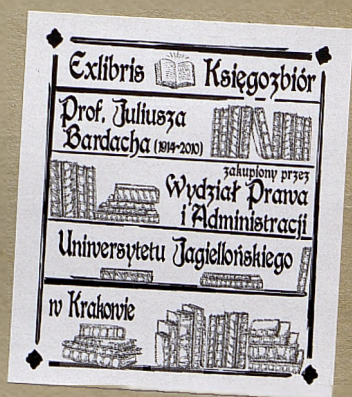 Exlibris Księgozbiór
Prof. Juliusza
Bardacha (1914-2010)
zakupiony przez
Wydział Prawa
i Administracji
Uniwersytetu Jagiellońskiego
w Krakowie